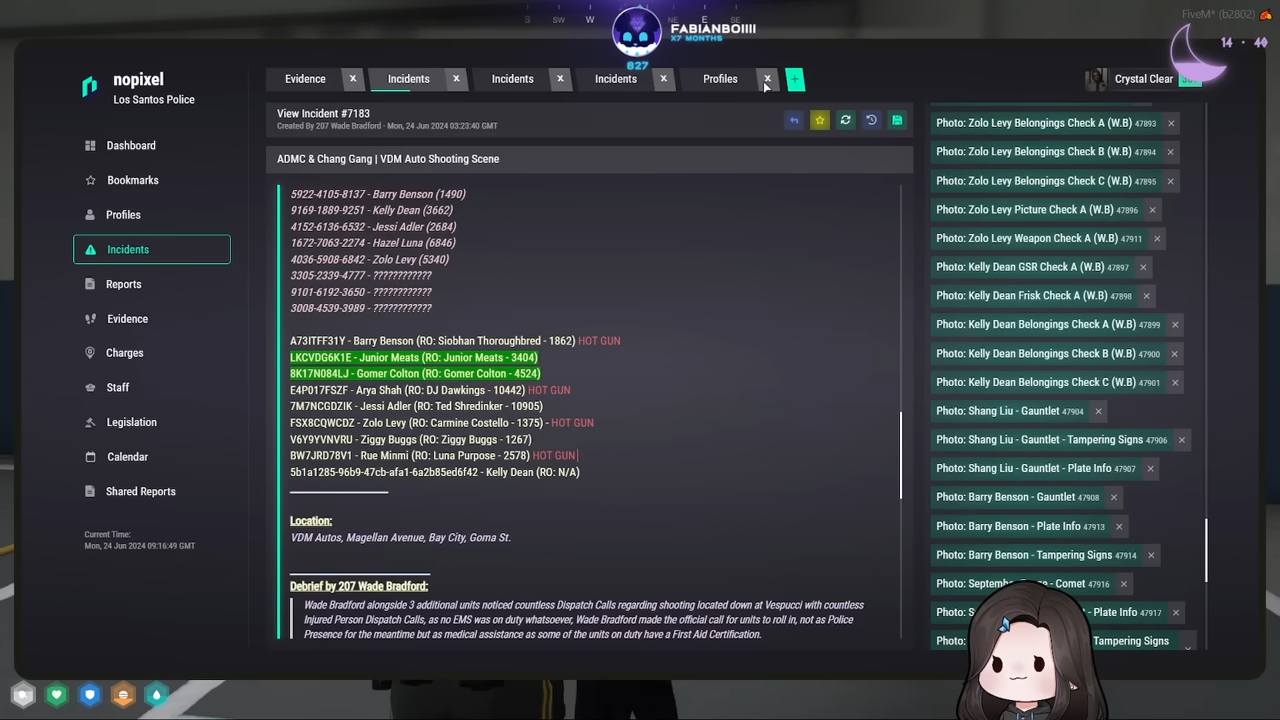 FiveM* (b2802)
S SW W NE E SE
FABIANBOIIII
X7 MONTHS
827
14 · 40
nopixel
Los Santos Police
Evidence × Incidents × Incidents × Incidents × Profiles × +
Crystal Clear
View Incident #7183
Created By 207 Wade Bradford - Mon, 24 Jun 2024 03:23:40 GMT
ADMC & Chang Gang | VDM Auto Shooting Scene
Dashboard
Bookmarks
Profiles
Incidents
Reports
Evidence
Charges
Staff
Legislation
Calendar
Shared Reports
Current Time:
Mon, 24 Jun 2024 09:16:49 GMT
5922-4105-8137 - Barry Benson (1490)
9169-1889-9251 - Kelly Dean (3662)
4152-6136-6532 - Jessi Adler (2684)
1672-7063-2274 - Hazel Luna (6846)
4036-5908-6842 - Zolo Levy (5340)
3305-2339-4777 - ????????????
9101-6192-3650 - ????????????
3008-4539-3989 - ????????????
A73ITFF31Y - Barry Benson (RO: Siobhan Thoroughbred - 1862) HOT GUN
LKCVDG6K1E - Junior Meats (RO: Junior Meats - 3404)
8K17N084LJ - Gomer Colton (RO: Gomer Colton - 4524)
E4P017FSZF - Arya Shah (RO: DJ Dawkings - 10442) HOT GUN
7M7NCGDZIK - Jessi Adler (RO: Ted Shredinker - 10905)
FSX8CQWCDZ - Zolo Levy (RO: Carmine Costello - 1375) - HOT GUN
V6Y9YVNVRU - Ziggy Buggs (RO: Ziggy Buggs - 1267)
BW7JRD78V1 - Rue Minmi (RO: Luna Purpose - 2578) HOT GUN
5b1a1285-96b9-47cb-afa1-6a2b85ed6f42 - Kelly Dean (RO: N/A)
Location:
VDM Autos, Magellan Avenue, Bay City, Goma St.
Debrief by 207 Wade Bradford:
Wade Bradford alongside 3 additional units noticed countless Dispatch Calls regarding shooting located down at Vespucci with countless
Injured Person Dispatch Calls, as no EMS was on duty whatsoever, Wade Bradford made the official call for units to roll in, not as Police
Presence for the meantime but as medical assistance as some of the units on duty have a First Aid Certification.
Photo: Zolo Levy Belongings Check A (W.B) 47893 ×
Photo: Zolo Levy Belongings Check B (W.B) 47894 ×
Photo: Zolo Levy Belongings Check C (W.B) 47895 ×
Photo: Zolo Levy Picture Check A (W.B) 47896 ×
Photo: Zolo Levy Weapon Check A (W.B) 47911 ×
Photo: Kelly Dean GSR Check A (W.B) 47897 ×
Photo: Kelly Dean Frisk Check A (W.B) 47898 ×
Photo: Kelly Dean Belongings Check A (W.B) 47899 ×
Photo: Kelly Dean Belongings Check B (W.B) 47900 ×
Photo: Kelly Dean Belongings Check C (W.B) 47901 ×
Photo: Shang Liu - Gauntlet 47904 ×
Photo: Shang Liu - Gauntlet - Tampering Signs 47906 ×
Photo: Shang Liu - Gauntlet - Plate Info 47907 ×
Photo: Barry Benson - Gauntlet 47908 ×
Photo: Barry Benson - Plate Info 47913 ×
Photo: Barry Benson - Tampering Signs 47914 ×
Photo: Septemb - Comet 47916 ×
Photo: S - Plate Info 47917 ×
Photo: Tampering Signs